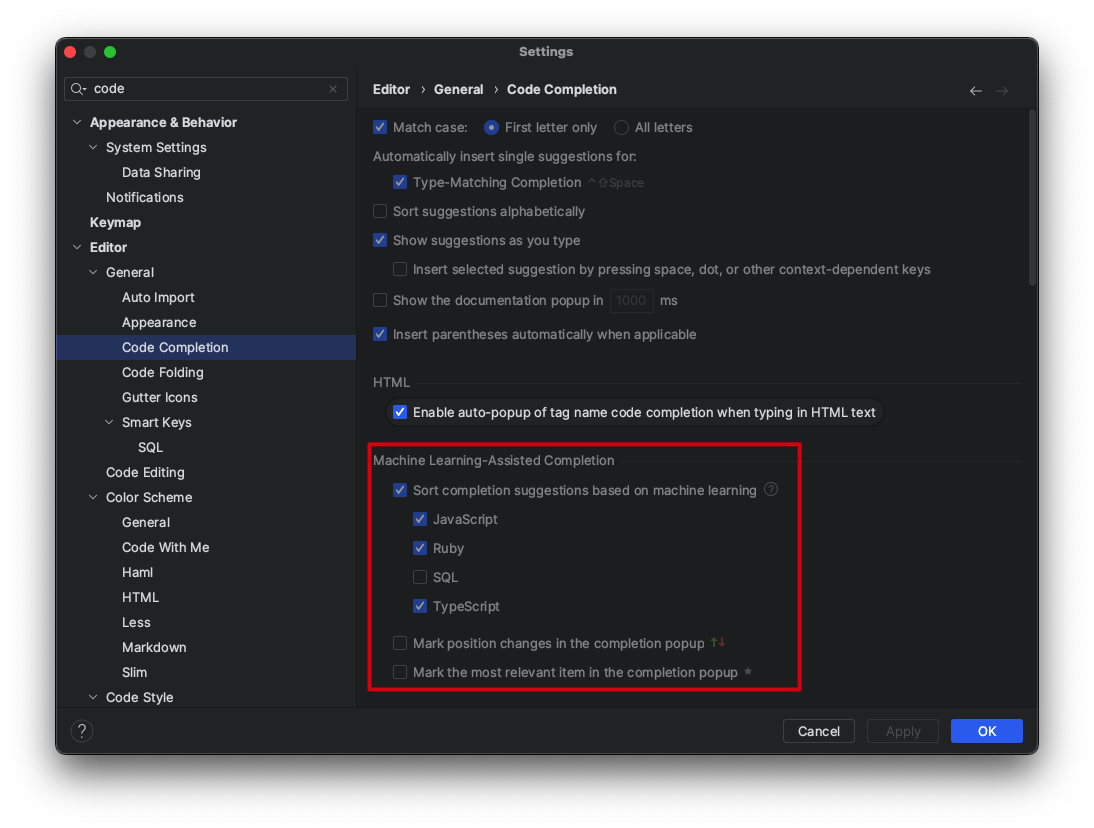 Settings
code
Appearance & Behavior
System Settings
Data Sharing
Notifications
Keymap
Editor
General
Auto Import
Appearance
Code Completion
Code Folding
Gutter Icons
Smart Keys
SQL
Code Editing
Color Scheme
General
Code With Me
Haml
HTML
Less
Markdown
Slim
Code Style
Editor › General › Code Completion
Match case: First letter only All letters
Automatically insert single suggestions for:
Type-Matching Completion ⌃⇧Space
Sort suggestions alphabetically
Show suggestions as you type
Insert selected suggestion by pressing space, dot, or other context-dependent keys
Show the documentation popup in 1000 ms
Insert parentheses automatically when applicable
HTML
Enable auto-popup of tag name code completion when typing in HTML text
Machine Learning-Assisted Completion
Sort completion suggestions based on machine learning ?
JavaScript
Ruby
SQL
TypeScript
Mark position changes in the completion popup ↑↓
Mark the most relevant item in the completion popup ★
? Cancel Apply OK